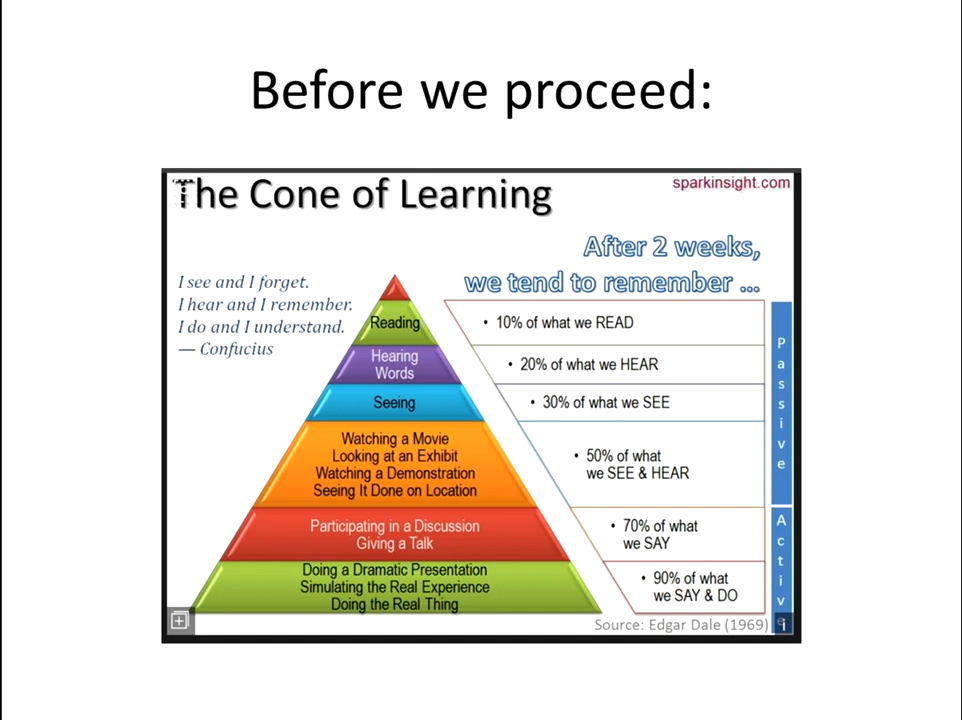 Before we proceed:
The Cone of Learning
sparkinsight.com
After 2 weeks,
we tend to remember ...
I see and I forget.
I hear and I remember.
I do and I understand.
— Confucius
Reading
• 10% of what we READ
Hearing
Words
• 20% of what we HEAR
Seeing
• 30% of what we SEE
Watching a Movie
Looking at an Exhibit
Watching a Demonstration
Seeing It Done on Location
• 50% of what
we SEE & HEAR
Participating in a Discussion
Giving a Talk
• 70% of what
we SAY
Doing a Dramatic Presentation
Simulating the Real Experience
Doing the Real Thing
• 90% of what
we SAY & DO
Passive
Active
Source: Edgar Dale (1969)